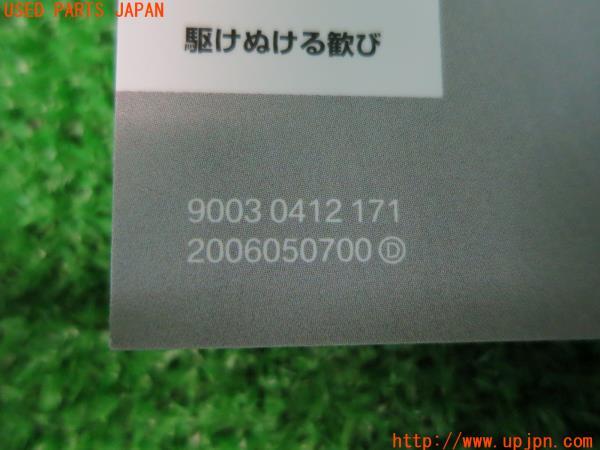 USED PARTS JAPAN
駆けぬける歓び
9003 0412 171
2006050700 Ⓓ
http://www.upjpn.com